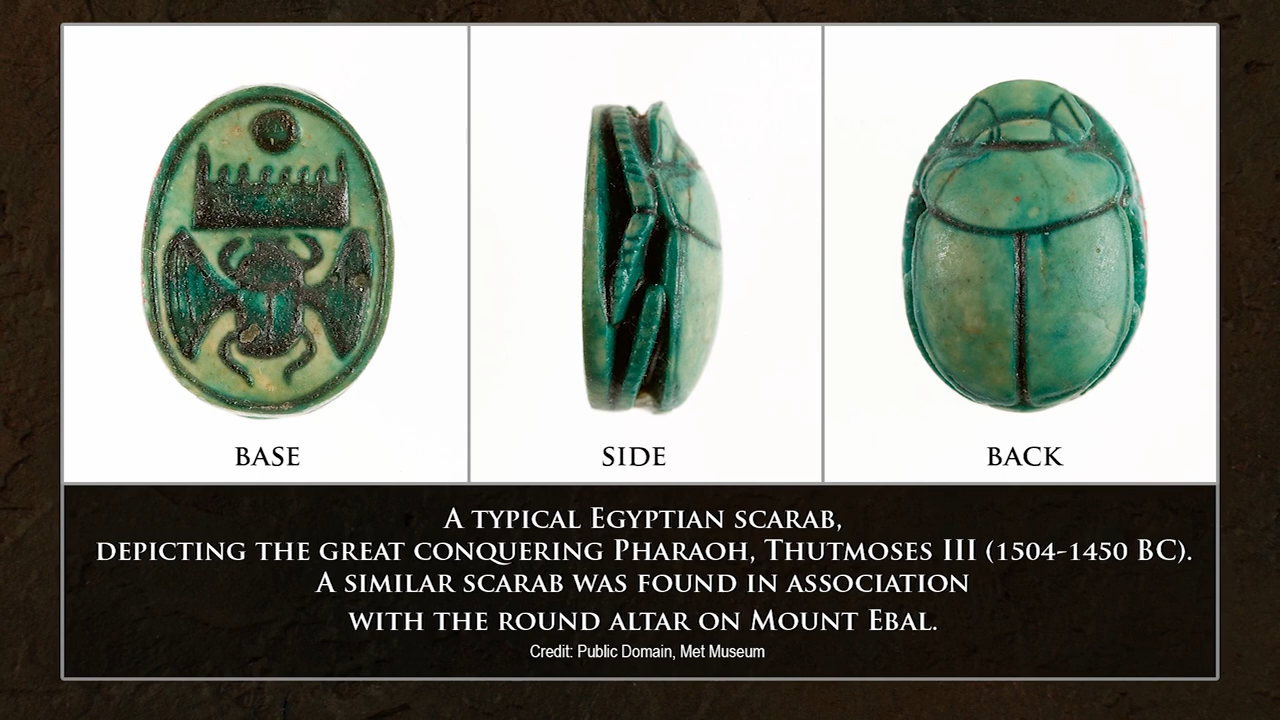 BASE
SIDE
BACK
A TYPICAL EGYPTIAN SCARAB,
DEPICTING THE GREAT CONQUERING PHARAOH, THUTMOSES III (1504-1450 BC).
A SIMILAR SCARAB WAS FOUND IN ASSOCIATION
WITH THE ROUND ALTAR ON MOUNT EBAL.
Credit: Public Domain, Met Museum